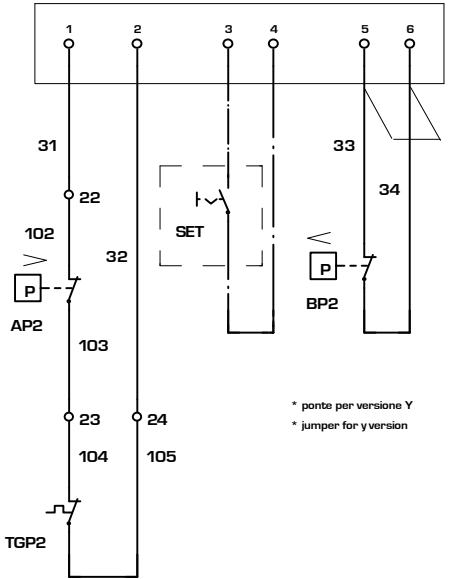 1 2 3 4 5 6
31
33
34
22
102
SET
32
P
AP2
P
BP2
103
* ponte per versione Y
* jumper for y version
23 24
104 105
TGP2